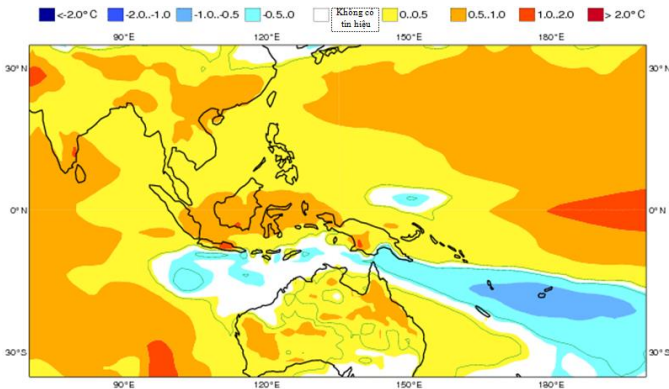 <-2.0° C -2.0..-1.0 -1.0..-0.5 -0.5.0 Không có tín hiệu 0..0.5 0.5..1.0 1.0..2.0 > 2.0° C
90°E 120°E 150°E 180°E
30°N 30°N
0°N 0°N
30°S 30°S
90°E 120°E 150°E 180°E